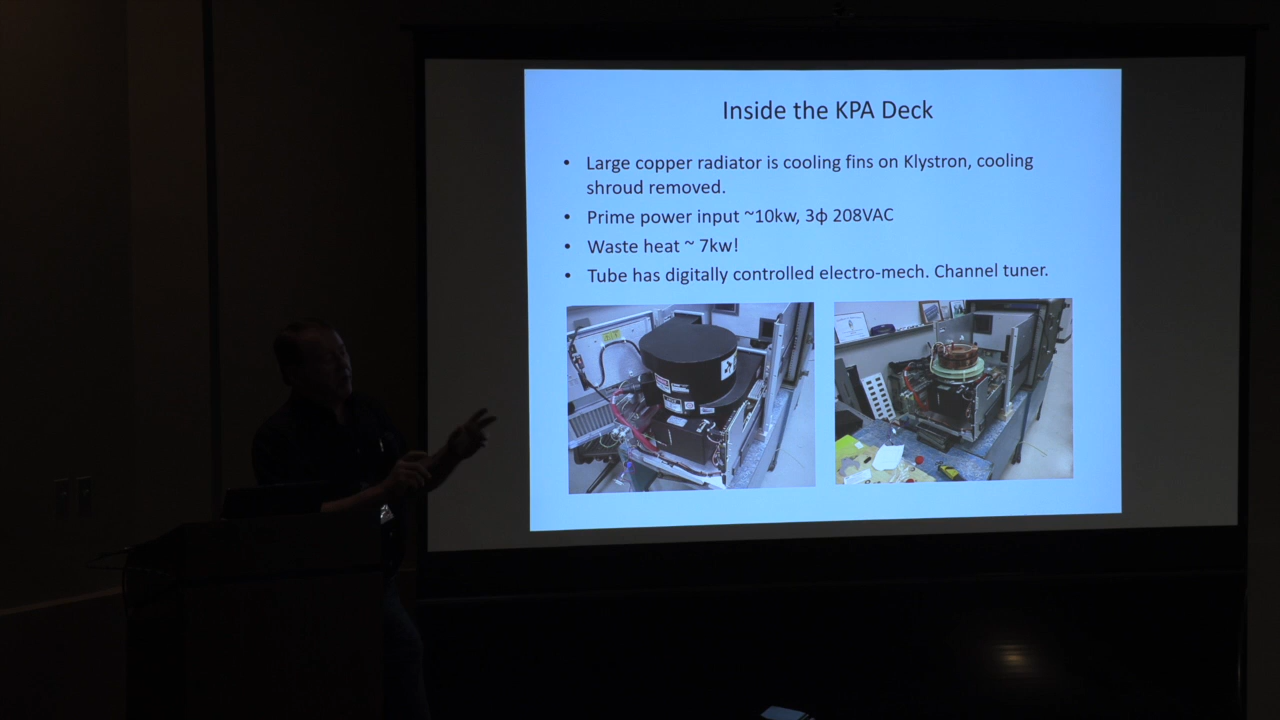 Inside the KPA Deck
• Large copper radiator is cooling fins on Klystron, cooling
shroud removed.
• Prime power input ~10kw, 3ф 208VAC
• Waste heat ~ 7kw!
• Tube has digitally controlled electro-mech. Channel tuner.